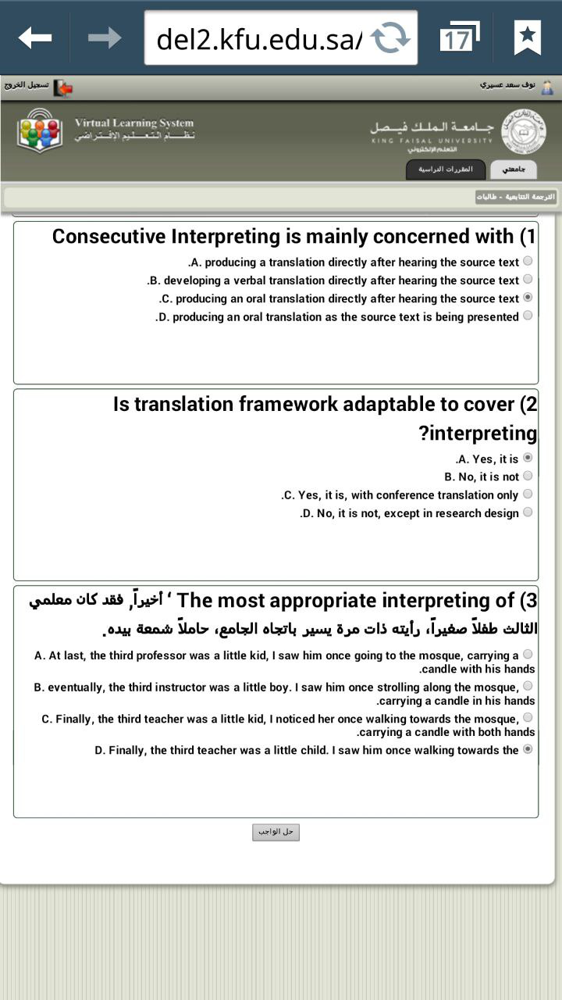 del2.kfu.edu.sa/
17
نوف سعد عسيري
تسجيل الخروج
Virtual Learning System
نظـــام التـعـــليم الإفـتـراضي
جـامعة الملك فيصل
KING FAISAL UNIVERSITY
التعلم الإلكتروني
جامعتي
المقررات الدراسية
الترجمة التتابعية - طالبات
1) Consecutive Interpreting is mainly concerned with
A. producing a translation directly after hearing the source text.
B. developing a verbal translation directly after hearing the source text.
C. producing an oral translation directly after hearing the source text.
D. producing an oral translation as the source text is being presented.
2) Is translation framework adaptable to cover
interpreting?
A. Yes, it is.
B. No, it is not
C. Yes, it is, with conference translation only.
D. No, it is not, except in research design.
3) The most appropriate interpreting of ‘ أخيراً, فقد كان معلمي
الثالث طفلاً صغيراً، رأيته ذات مرة يسير باتجاه الجامع، حاملاً شمعة بيده.
A. At last, the third professor was a little kid, I saw him once going to the mosque, carrying a
candle with his hands.
B. eventually, the third instructor was a little boy. I saw him once strolling along the mosque,
carrying a candle in his hands.
C. Finally, the third teacher was a little kid, I noticed her once walking towards the mosque,
carrying a candle with both hands.
D. Finally, the third teacher was a little child. I saw him once walking towards the
حل الواجب